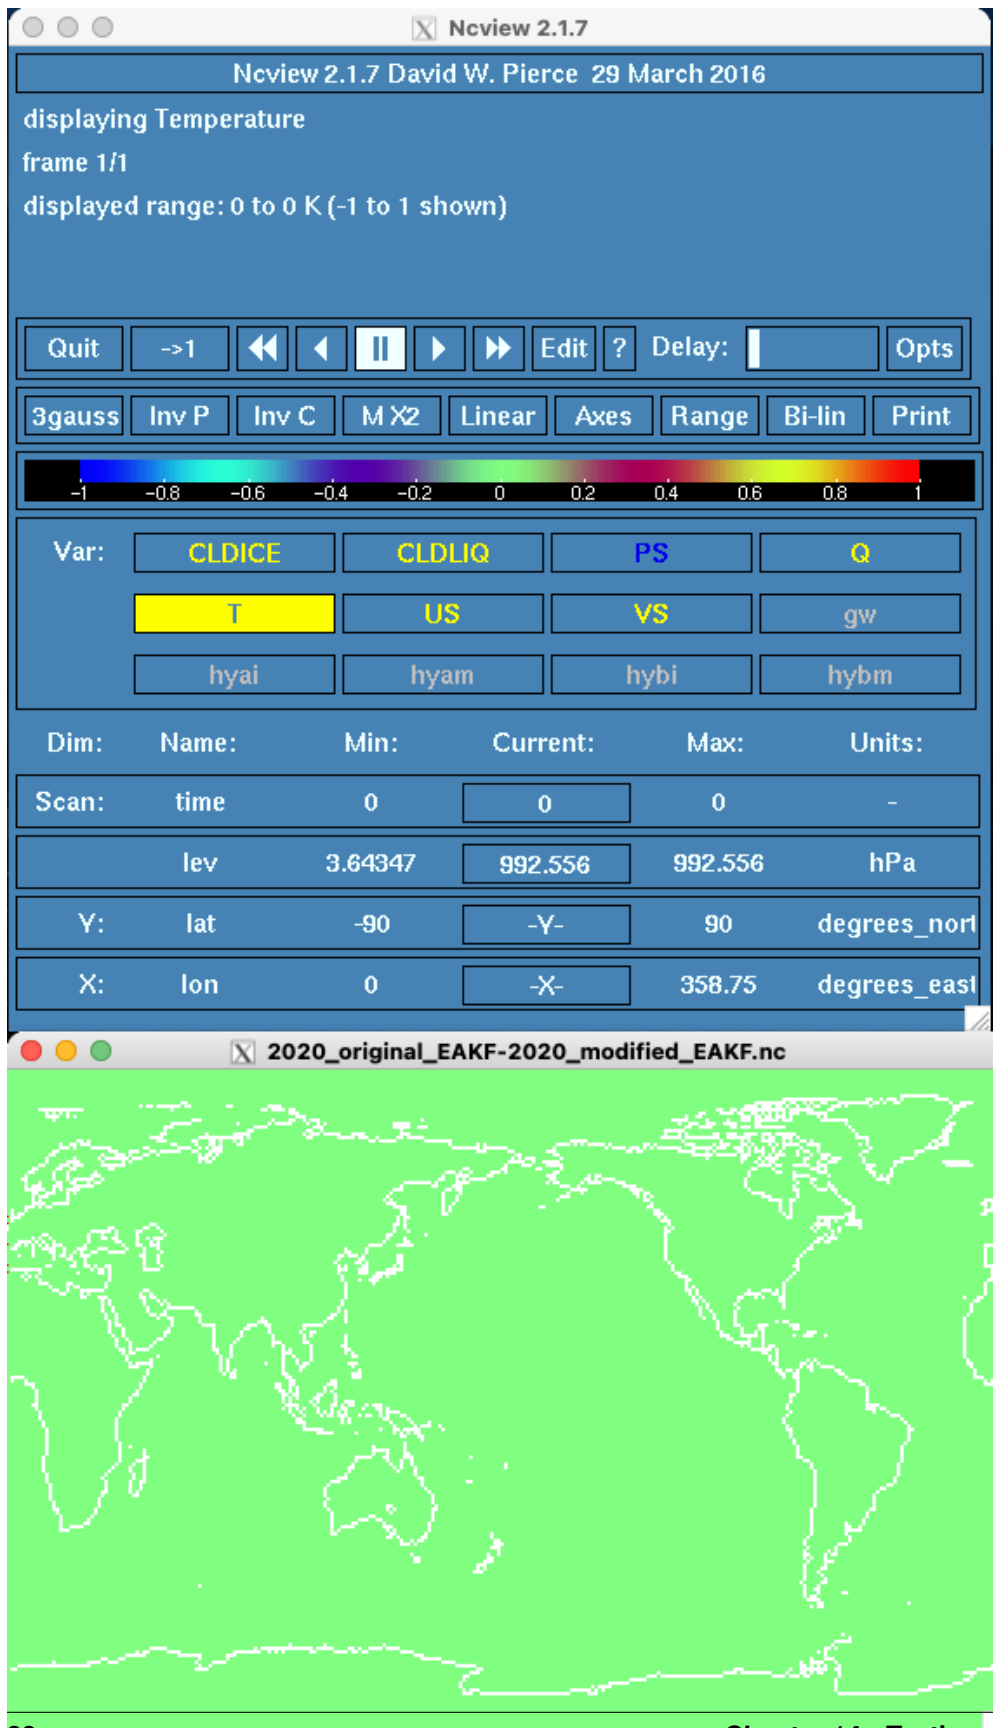 Ncview 2.1.7
Ncview 2.1.7 David W. Pierce 29 March 2016
displaying Temperature
frame 1/1
displayed range: 0 to 0 K (-1 to 1 shown)
Quit ->1 Edit ? Delay: Opts
3gauss Inv P Inv C M X2 Linear Axes Range Bi-lin Print
-1 -0.8 -0.6 -0.4 -0.2 0 0.2 0.4 0.6 0.8 1
Var: CLDICE CLDLIQ PS Q
T US VS gw
hyai hyam hybi hybm
Dim: Name: Min: Current: Max: Units:
Scan: time 0 0 0 -
lev 3.64347 992.556 992.556 hPa
Y: lat -90 -Y- 90 degrees_nort
X: lon 0 -X- 358.75 degrees_east
2020_original_EAKF-2020_modified_EAKF.nc